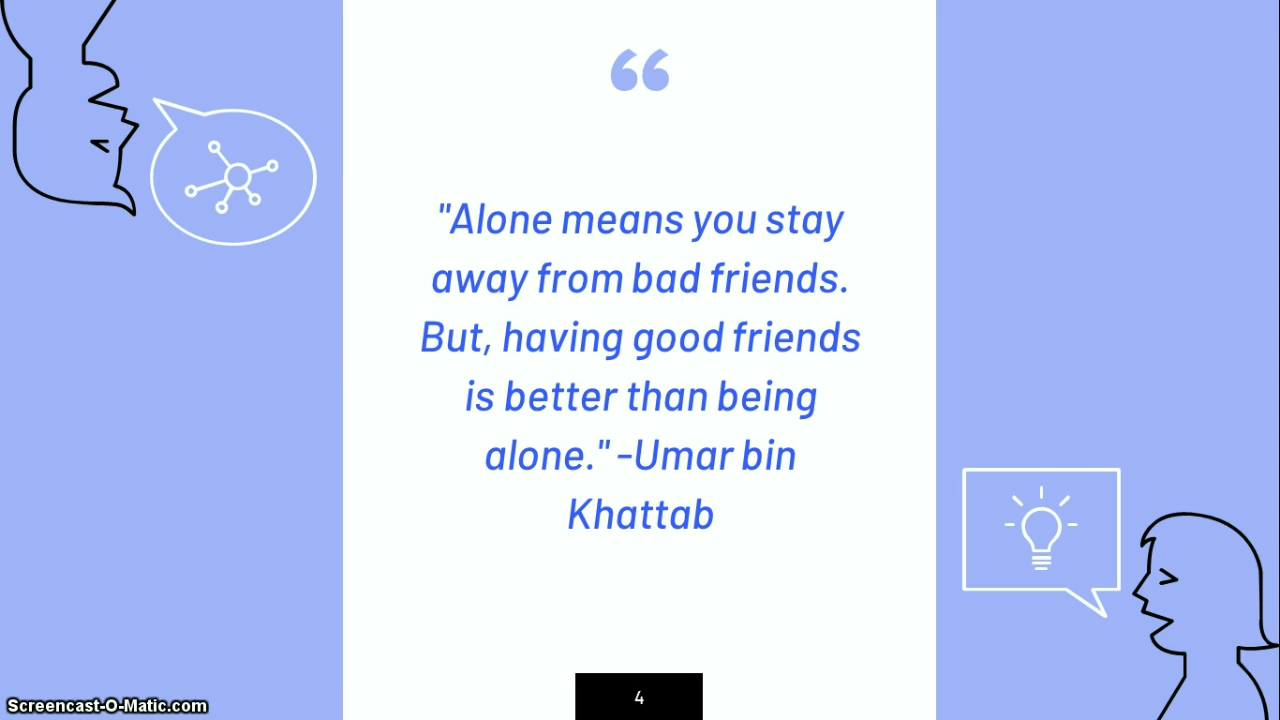 “
"Alone means you stay
away from bad friends.
But, having good friends
is better than being
alone." -Umar bin
Khattab
4
Screencast-O-Matic.com